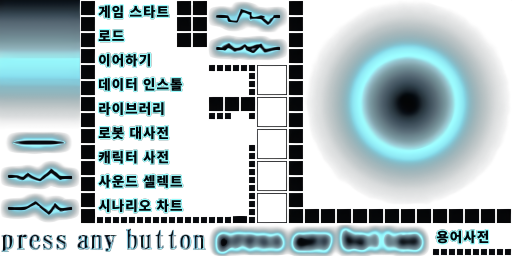 게임 스타트
로드
이어하기
데이터 인스톨
라이브러리
로봇 대사전
캐릭터 사전
사운드 셀렉트
시나리오 차트
press any button
용어사전